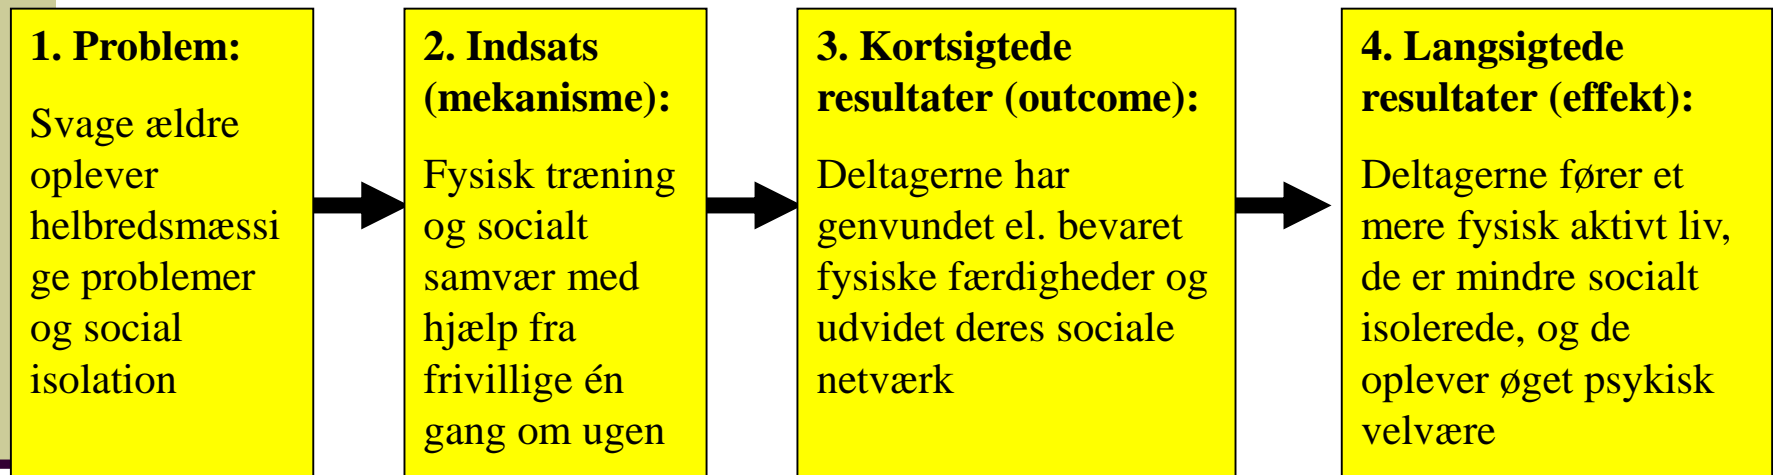 1. Problem:
Svage ældre
oplever
helbredsmæssi
ge problemer
og social
isolation
2. Indsats
(mekanisme):
Fysisk træning
og socialt
samvær med
hjælp fra
frivillige én
gang om ugen
3. Kortsigtede
resultater (outcome):
Deltagerne har
genvundet el. bevaret
fysiske færdigheder og
udvidet deres sociale
netværk
4. Langsigtede
resultater (effekt):
Deltagerne fører et
mere fysisk aktivt liv,
de er mindre socialt
isolerede, og de
oplever øget psykisk
velvære